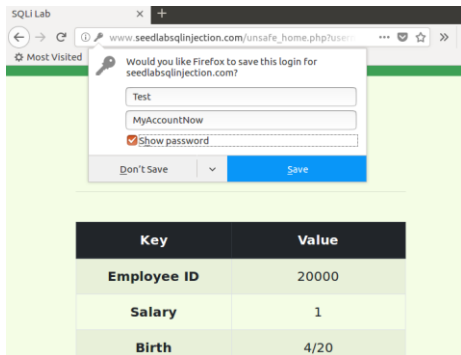 SQLi Lab
www.seedlabsqlinjection.com/unsafe_home.php?usern
Most Visited
Would you like Firefox to save this login for
seedlabsqlinjection.com?
Test
MyAccountNow
Show password
Don't Save
Save
Key Value
Employee ID 20000
Salary 1
Birth 4/20